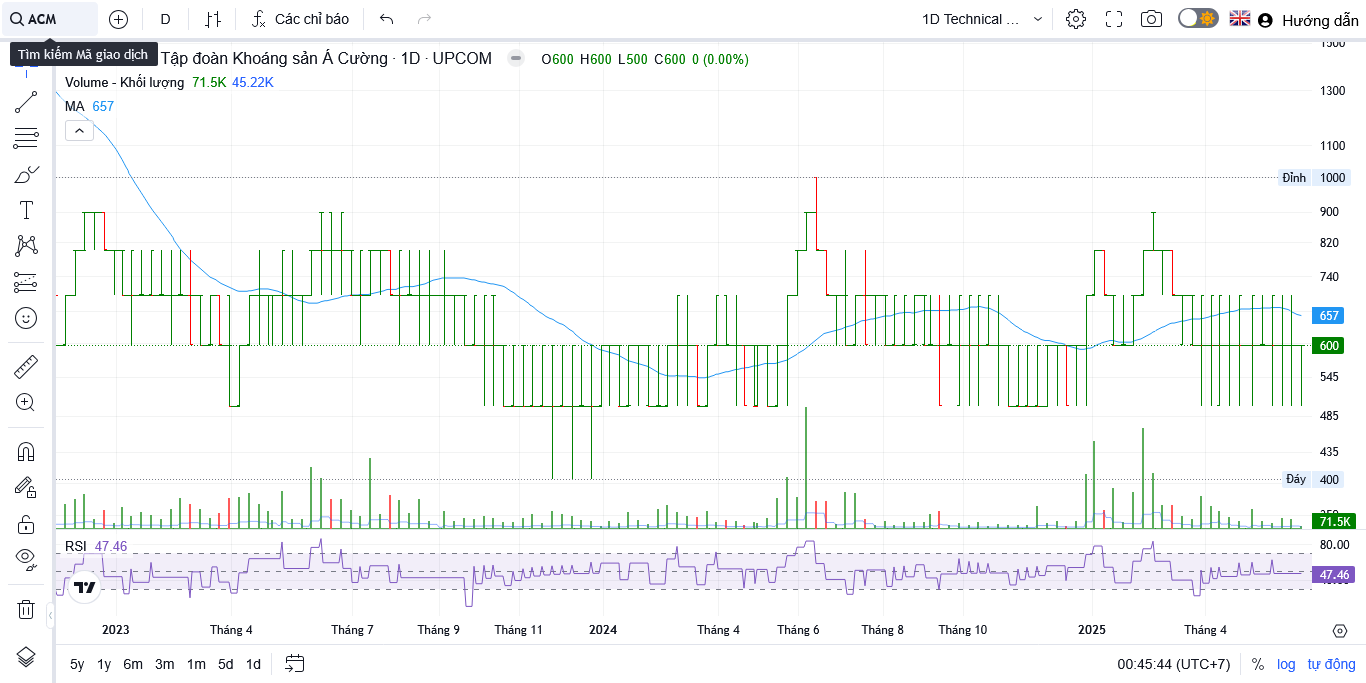 ACM
D
Các chỉ báo
1D Technical ...
Hướng dẫn
Tìm kiếm Mã giao dịch
Tập đoàn Khoáng sản Á Cường · 1D · UPCOM
O600 H600 L500 C600 0 (0.00%)
Volume - Khối lượng 71.5K 45.22K
MA 657
1500
1300
1100
Đỉnh 1000
900
820
740
657
600
545
485
435
Đáy 400
350
71.5K
RSI 47.46
80.00
47.46
2023
Tháng 4
Tháng 7
Tháng 9
Tháng 11
2024
Tháng 4
Tháng 6
Tháng 8
Tháng 10
2025
Tháng 4
5y 1y 6m 3m 1m 5d 1d
00:45:44 (UTC+7)
% log tự động